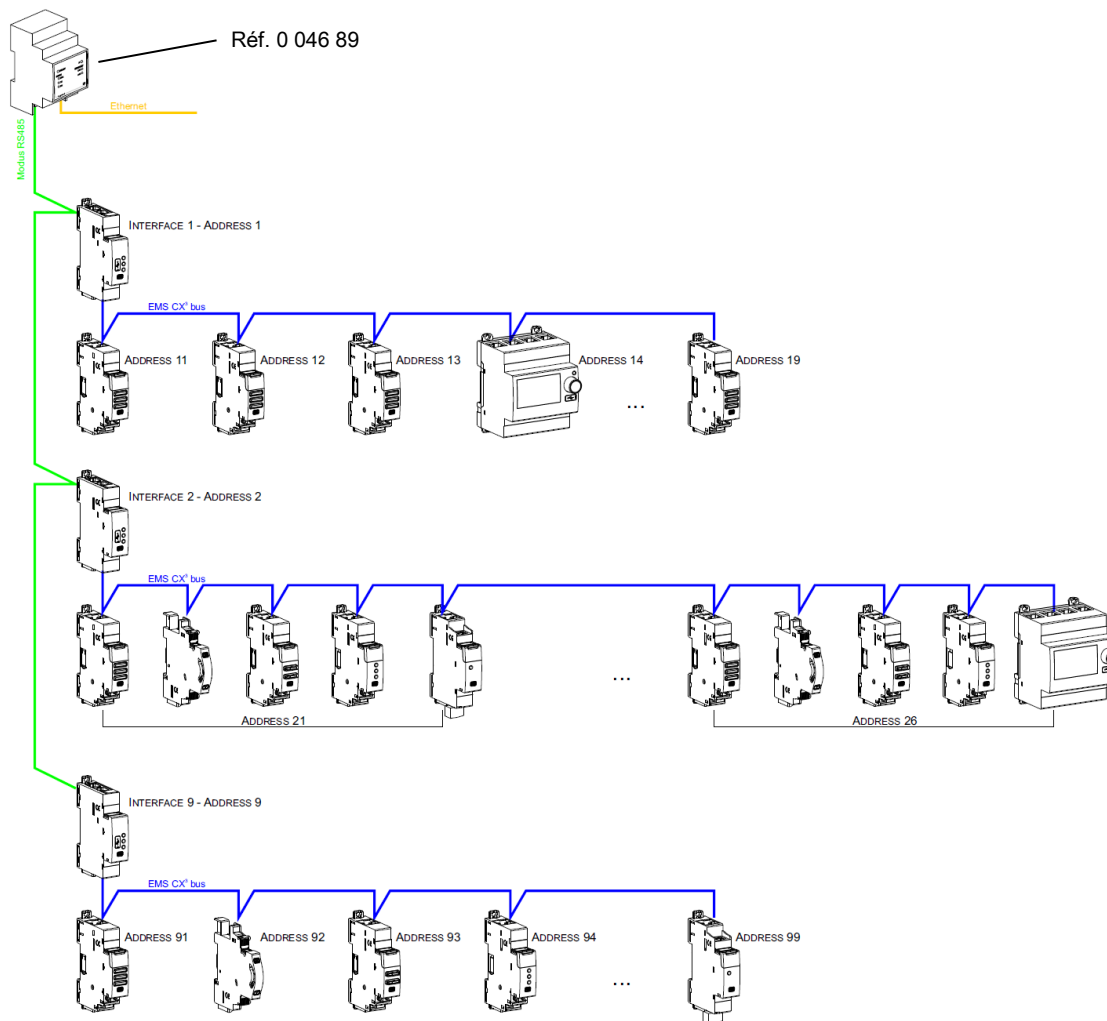 Réf. 0 046 89
Ethernet
Modus RS485
INTERFACE 1 - ADDRESS 1
EMS CX³ bus
ADDRESS 11
ADDRESS 12
ADDRESS 13
ADDRESS 14
...
ADDRESS 19
INTERFACE 2 - ADDRESS 2
EMS CX³ bus
...
ADDRESS 21
ADDRESS 26
INTERFACE 9 - ADDRESS 9
EMS CX³ bus
ADDRESS 91
ADDRESS 92
ADDRESS 93
ADDRESS 94
...
ADDRESS 99